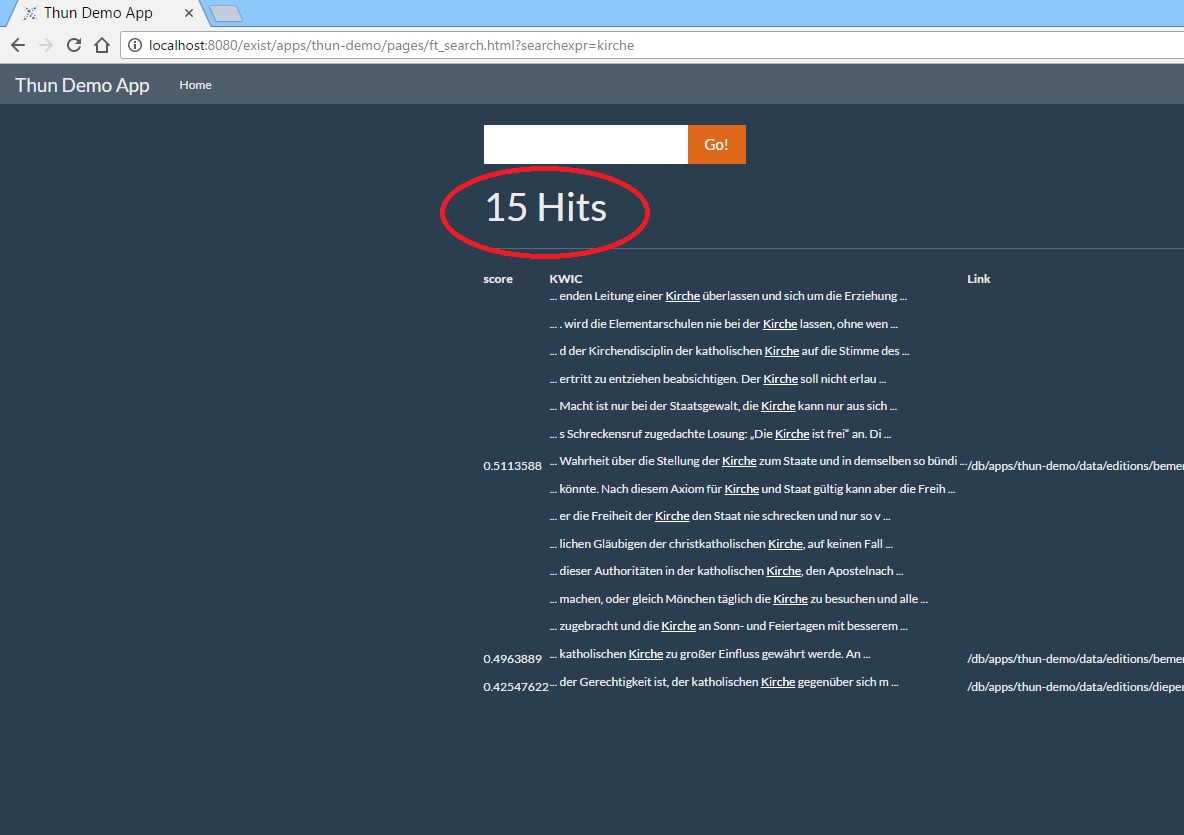 Thun Demo App
localhost:8080/exist/apps/thun-demo/pages/ft_search.html?searchexpr=kirche
Thun Demo App Home
Go!
15 Hits
score KWIC Link
... enden Leitung einer Kirche überlassen und sich um die Erziehung ...
... . wird die Elementarschulen nie bei der Kirche lassen, ohne wen ...
... d der Kirchendisciplin der katholischen Kirche auf die Stimme des ...
... ertritt zu entziehen beabsichtigen. Der Kirche soll nicht erlau ...
... Macht ist nur bei der Staatsgewalt, die Kirche kann nur aus sich ...
... s Schreckensruf zugedachte Losung: „Die Kirche ist frei“ an. Di ...
0.5113588 ... Wahrheit über die Stellung der Kirche zum Staate und in demselben so bündi ... /db/apps/thun-demo/data/editions/bemer
... könnte. Nach diesem Axiom für Kirche und Staat gültig kann aber die Freih ...
... er die Freiheit der Kirche den Staat nie schrecken und nur so v ...
... lichen Gläubigen der christkatholischen Kirche, auf keinen Fall ...
... dieser Authoritäten in der katholischen Kirche, den Apostelnach ...
... machen, oder gleich Mönchen täglich die Kirche zu besuchen und alle ...
... zugebracht und die Kirche an Sonn- und Feiertagen mit besserem ...
0.4963889 ... katholischen Kirche zu großer Einfluss gewährt werde. An ... /db/apps/thun-demo/data/editions/bemer
0.42547622 ... der Gerechtigkeit ist, der katholischen Kirche gegenüber sich m ... /db/apps/thun-demo/data/editions/dieper